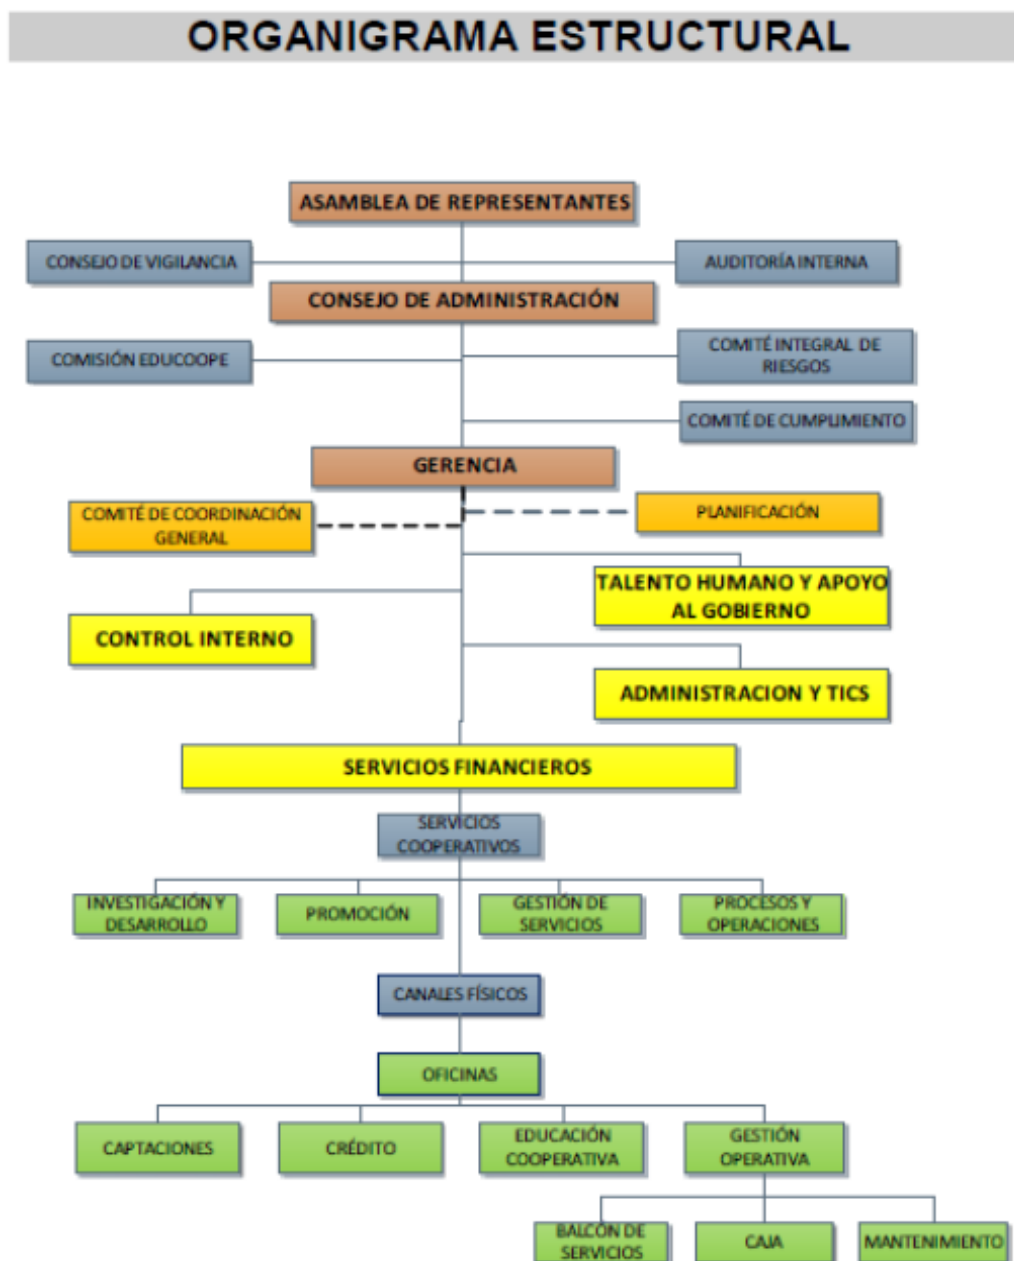 ORGANIGRAMA ESTRUCTURAL
ASAMBLEA DE REPRESENTANTES
CONSEJO DE VIGILANCIA
AUDITORÍA INTERNA
CONSEJO DE ADMINISTRACIÓN
COMISIÓN EDUCOOPE
COMITÉ INTEGRAL DE
RIESGOS
COMITÉ DE CUMPLIMIENTO
GERENCIA
COMITÉ DE COORDINACIÓN
GENERAL
PLANIFICACIÓN
TALENTO HUMANO Y APOYO
AL GOBIERNO
CONTROL INTERNO
ADMINISTRACION Y TICS
SERVICIOS FINANCIEROS
SERVICIOS
COOPERATIVOS
INVESTIGACIÓN Y
DESARROLLO
PROMOCIÓN
GESTIÓN DE
SERVICIOS
PROCESOS Y
OPERACIONES
CANALES FÍSICOS
OFICINAS
CAPTACIONES
CRÉDITO
EDUCACIÓN
COOPERATIVA
GESTIÓN
OPERATIVA
BALCÓN DE
SERVICIOS
CAJA
MANTENIMIENTO